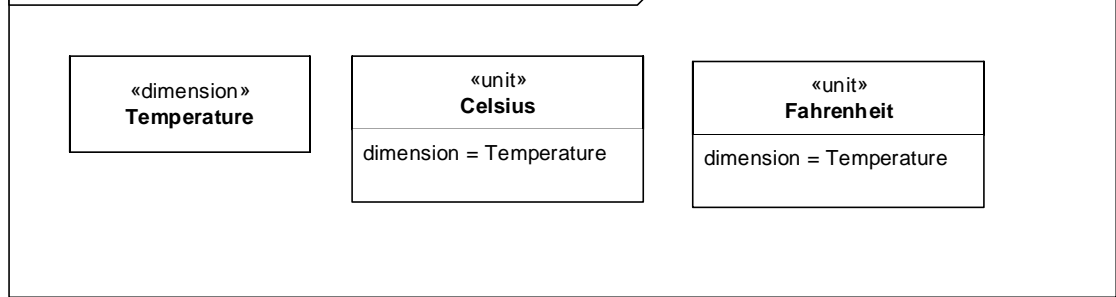 «dimension»
Temperature
«unit»
Celsius
dimension = Temperature
«unit»
Fahrenheit
dimension = Temperature